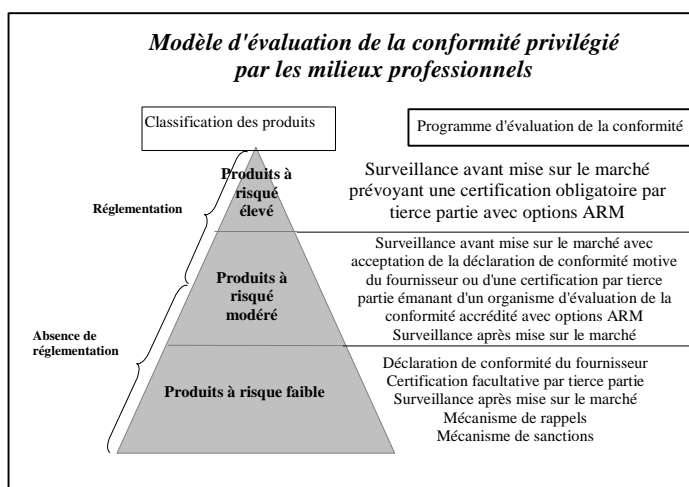 Modèle d'évaluation de la conformité privilégié
par les milieux professionnels
Classification des produits
Programme d'évaluation de la conformité
Produits à
risqué
élevé
Surveillance avant mise sur le marché
prévoyant une certification obligatoire par
tierce partie avec options ARM
Réglementation
Produits à
risqué
modéré
Surveillance avant mise sur le marché avec
acceptation de la déclaration de conformité motive
du fournisseur ou d'une certification par tierce
partie émanant d'un organisme d'évaluation de la
conformité accrédité avec options ARM
Surveillance après mise sur le marché
Absence de
réglementation
Produits à risque faible
Déclaration de conformité du fournisseur
Certification facultative par tierce partie
Surveillance après mise sur le marché
Mécanisme de rappels
Mécanisme de sanctions